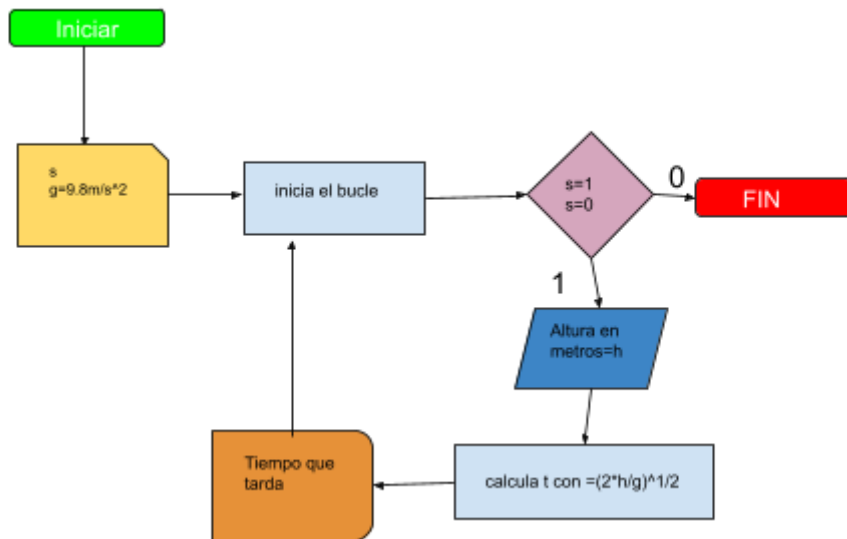 Iniciar
s
g=9.8m/s^2
inicia el bucle
s=1
s=0
0
FIN
1
Altura en
metros=h
calcula t con =(2*h/g)^1/2
Tiempo que
tarda